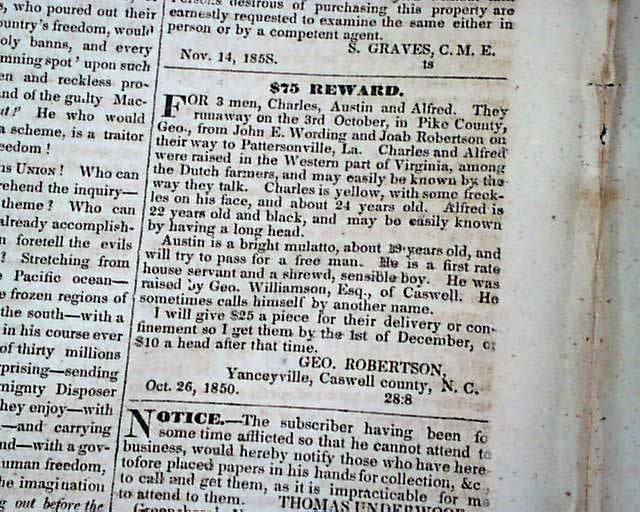 , who poured out their
ountry's freedom, would
oly banns, and every
mning spot' upon such
en and reckless pro-
nd of the guilty Mac-
He who would
a scheme, is a traitor
eedom!
UNION! Who can
rehend the inquiry—
theme? Who can
already accomplish-
n foretell the evils
? Stretching from
Pacific ocean—
e frozen regions of
the south—with a
in his course ever
of thirty millions
prising—sending
mighty Disposer
they enjoy—with
—and carrying
nd—with a gov-
uman freedom,
he imagination
g out before the
desirous of purchasing this property are
earnestly requested to examine the same either in
person or by a competent agent.
S. GRAVES, C. M. E.
Nov. 14, 1858.
ts
$75 REWARD.
FOR 3 men, Charles, Austin and Alfred. They
runaway on the 3rd October, in Pike County,
Geo., from John E. Wording and Joab Robertson on
their way to Pattersonville, La. Charles and Alfred
were raised in the Western part of Virginia, among
the Dutch farmers, and may easily be known by the
way they talk. Charles is yellow, with some freck-
les on his face, and about 24 years old. Alfred is
22 years old and black, and may be easily known
by having a long head.
Austin is a bright mulatto, about years old, and
will try to pass for a free man. He is a first rate
house servant and a shrewd, sensible boy. He was
raised by Geo. Williamson, Esq., of Caswell. He
sometimes calls himself by another name.
I will give $25 a piece for their delivery or con-
finement so I get them by the 1st of December, or
$10 a head after that time.
GEO. ROBERTSON,
Yanceyville, Caswell county, N. C.
Oct. 26, 1850.
28:8
NOTICE.—The subscriber having been so
some time afflicted so that he cannot attend to
business, would hereby notify those who have here-
tofore placed papers in his hands for collection, &c.,
to call and get them, as it is impracticable for me
to attend to them. THOMAS UNDERWOOD